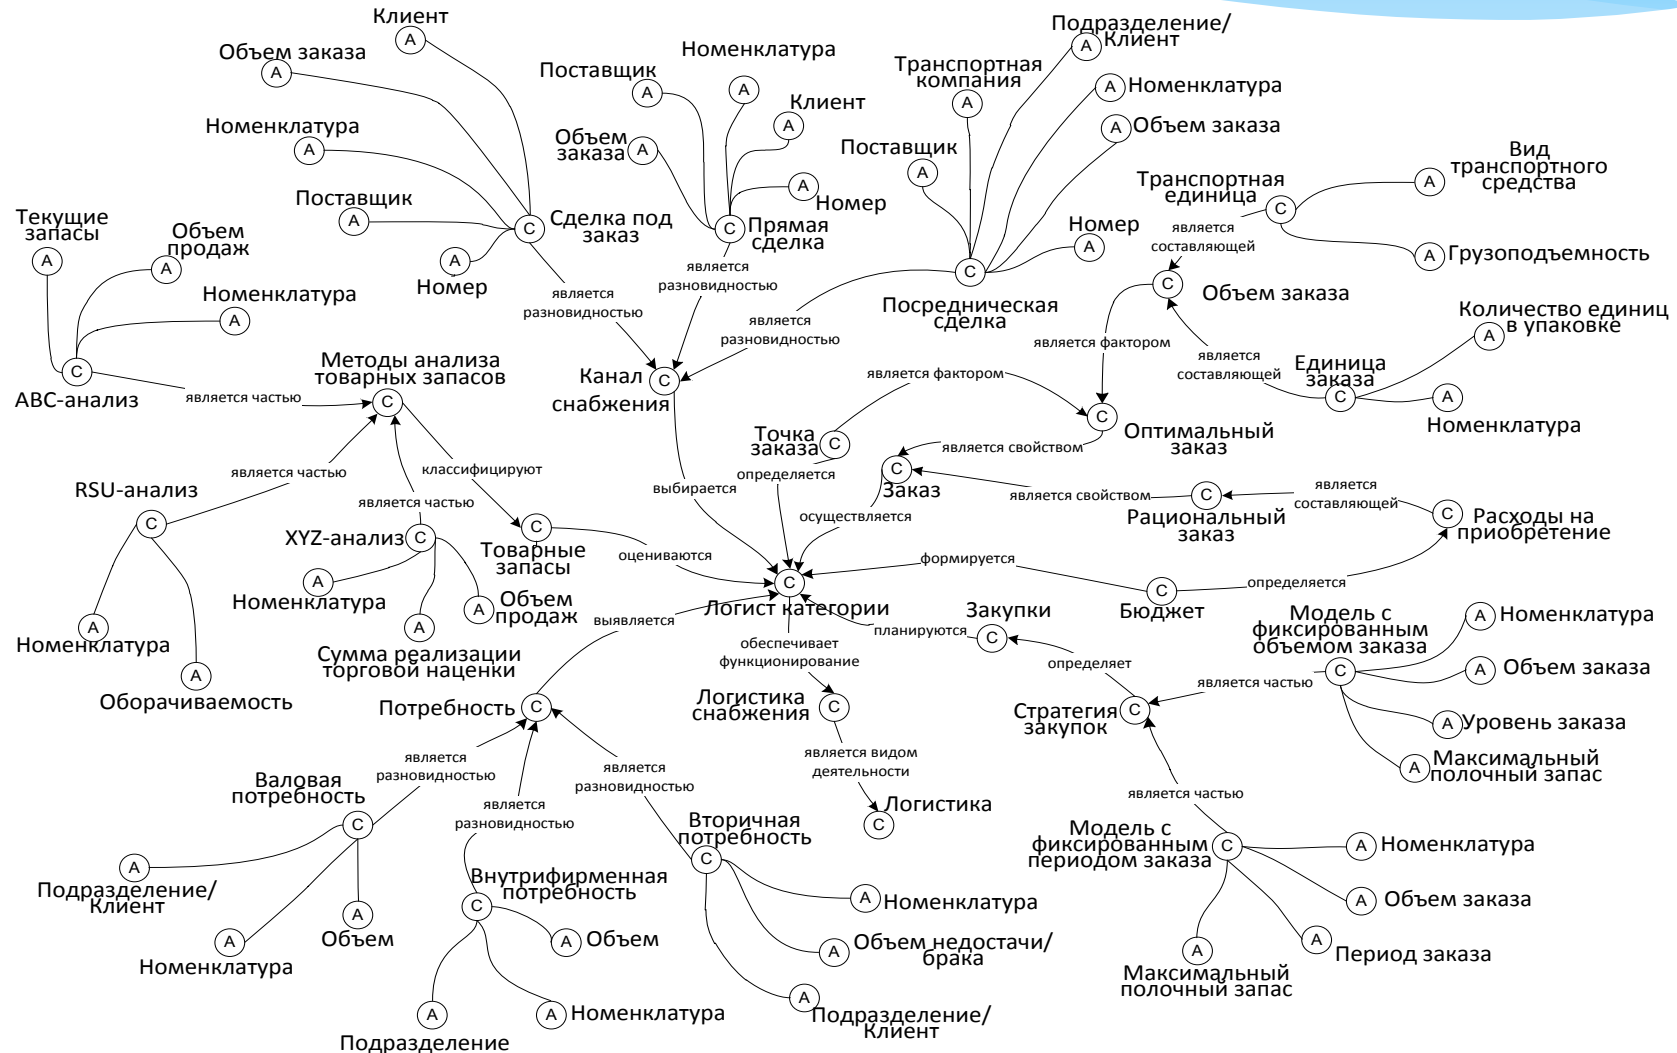 Клиент
А
Объем заказа
А
Номенклатура
А
Поставщик
А
Номер
А
С
Сделка под
заказ
Номенклатура
А
Поставщик
А
Клиент
А
Объем
заказа
А
А
Номер
С
Прямая
сделка
Подразделение/
Клиент
А
Транспортная
компания
А
Номенклатура
А
Объем заказа
А
Поставщик
А
Номер
А
С
Посредническая
сделка
Вид
транспортного
средства
А
Транспортная
единица
С
Грузоподъемность
А
является
составляющей
С
Объем заказа
Количество единиц
в упаковке
А
Единица
заказа
С
А
Номенклатура
является
составляющей
является фактором
Текущие
запасы
А
Объем
продаж
А
Номенклатура
А
С
АВС-анализ
является частью
Методы анализа
товарных запасов
С
является
разновидностью
является
разновидностью
является
разновидностью
Канал
снабжения
С
является фактором
Точка
заказа
С
С
Оптимальный
заказ
является свойством
определяется
выбирается
С
Заказ
является свойством
С
Рациональный
заказ
является
составляющей
С
Расходы на
приобретение
осуществляется
RSU-анализ
С
является частью
классифицируют
является частью
XYZ-анализ
С
С
Товарные
запасы
оцениваются
А
Номенклатура
А
Объем
продаж
А
Сумма реализации
торговой наценки
А
Номенклатура
А
Оборачиваемость
С
Логист категории
формируется
С
Бюджет
определяется
выявляется
обеспечивает
функционирование
планируются
Закупки
С
определяет
Модель с
фиксированным
объемом заказа
С
Номенклатура
А
Объем заказа
А
Уровень заказа
А
Максимальный
полочный запас
А
является частью
Стратегия
закупок
С
Потребность
С
Логистика
снабжения
С
является видом
деятельности
Логистика
С
является
разновидностью
является
разновидностью
является
разновидностью
Валовая
потребность
С
А
Подразделение/
Клиент
А
Номенклатура
А
Объем
Внутрифирменная
потребность
С
А
Объем
А
Номенклатура
А
Подразделение
Вторичная
потребность
С
А
Номенклатура
А
Объем недостачи/
брака
А
Подразделение/
Клиент
является частью
Модель с
фиксированным
периодом заказа
С
А
Номенклатура
А
Объем заказа
А
Период заказа
А
Максимальный
полочный запас